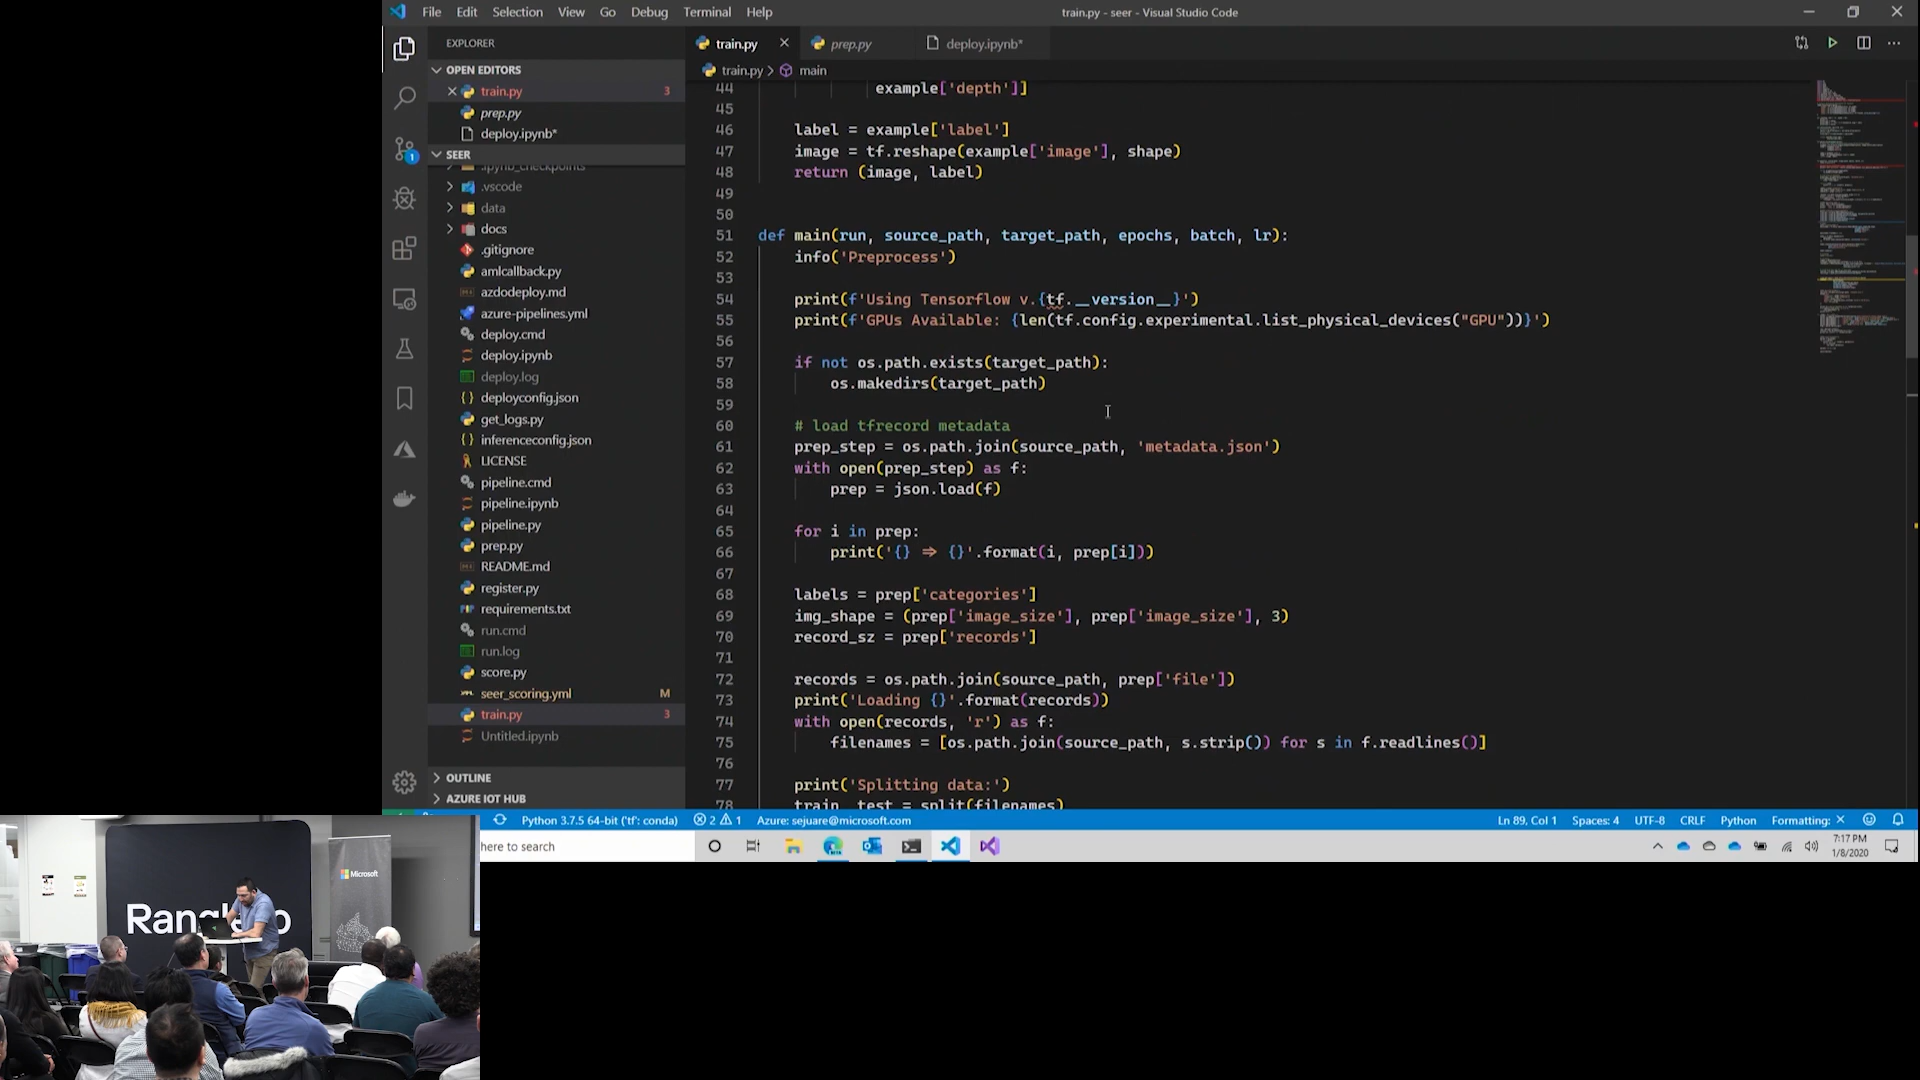 File Edit Selection View Go Debug Terminal Help
train.py - seer - Visual Studio Code
EXPLORER
OPEN EDITORS
train.py 3
prep.py
deploy.ipynb*
SEER
.ipynb_checkpoints
.vscode
data
docs
.gitignore
amlcallback.py
azdodeploy.md
azure-pipelines.yml
deploy.cmd
deploy.ipynb
deploy.log
deployconfig.json
get_logs.py
inferenceconfig.json
LICENSE
pipeline.cmd
pipeline.ipynb
pipeline.py
prep.py
README.md
register.py
requirements.txt
run.cmd
run.log
score.py
seer_scoring.yml M
train.py 3
Untitled.ipynb
OUTLINE
AZURE IOT HUB
1
train.py prep.py deploy.ipynb*
train.py > main
44 example['depth']]
45
46 label = example['label']
47 image = tf.reshape(example['image'], shape)
48 return (image, label)
49
50
51 def main(run, source_path, target_path, epochs, batch, lr):
52 info('Preprocess')
53
54 print(f'Using Tensorflow v.{tf.__version__}')
55 print(f'GPUs Available: {len(tf.config.experimental.list_physical_devices("GPU"))}')
56
57 if not os.path.exists(target_path):
58 os.makedirs(target_path)
59
60 # load tfrecord metadata
61 prep_step = os.path.join(source_path, 'metadata.json')
62 with open(prep_step) as f:
63 prep = json.load(f)
64
65 for i in prep:
66 print('{} => {}'.format(i, prep[i]))
67
68 labels = prep['categories']
69 img_shape = (prep['image_size'], prep['image_size'], 3)
70 record_sz = prep['records']
71
72 records = os.path.join(source_path, prep['file'])
73 print('Loading {}'.format(records))
74 with open(records, 'r') as f:
75 filenames = [os.path.join(source_path, s.strip()) for s in f.readlines()]
76
77 print('Splitting data:')
78 train, test = split(filenames)
Python 3.7.5 64-bit ('tf': conda) 2 1 Azure: sejuare@microsoft.com
Ln 89, Col 1 Spaces: 4 UTF-8 CRLF Python Formatting: ×
here to search
7:17 PM
1/8/2020
Microsoft